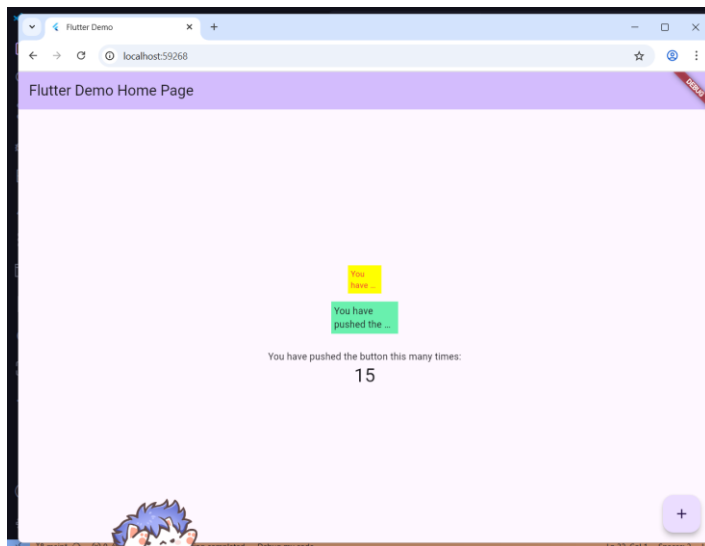 Flutter Demo
localhost:59268
Flutter Demo Home Page
DEBUG
You
have ...
You have
pushed the ...
You have pushed the button this many times:
15